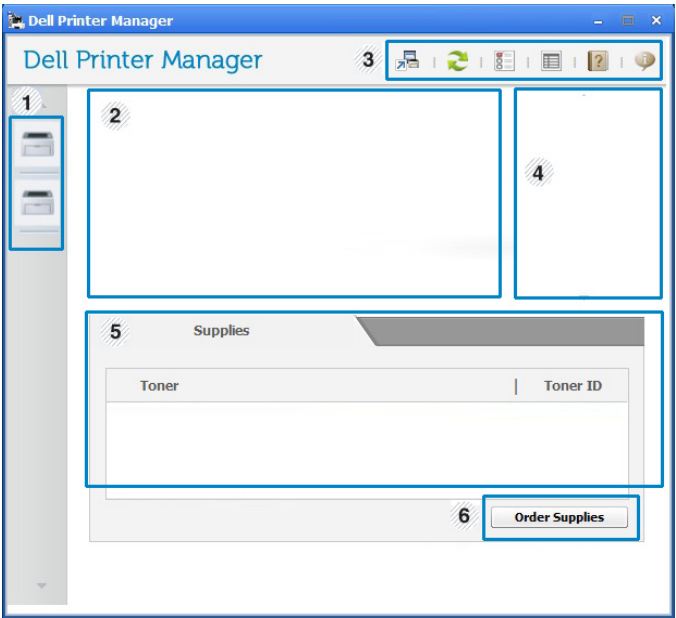 Dell Printer Manager
Dell Printer Manager
3
1
2
4
5 Supplies
Toner | Toner ID
6 Order Supplies